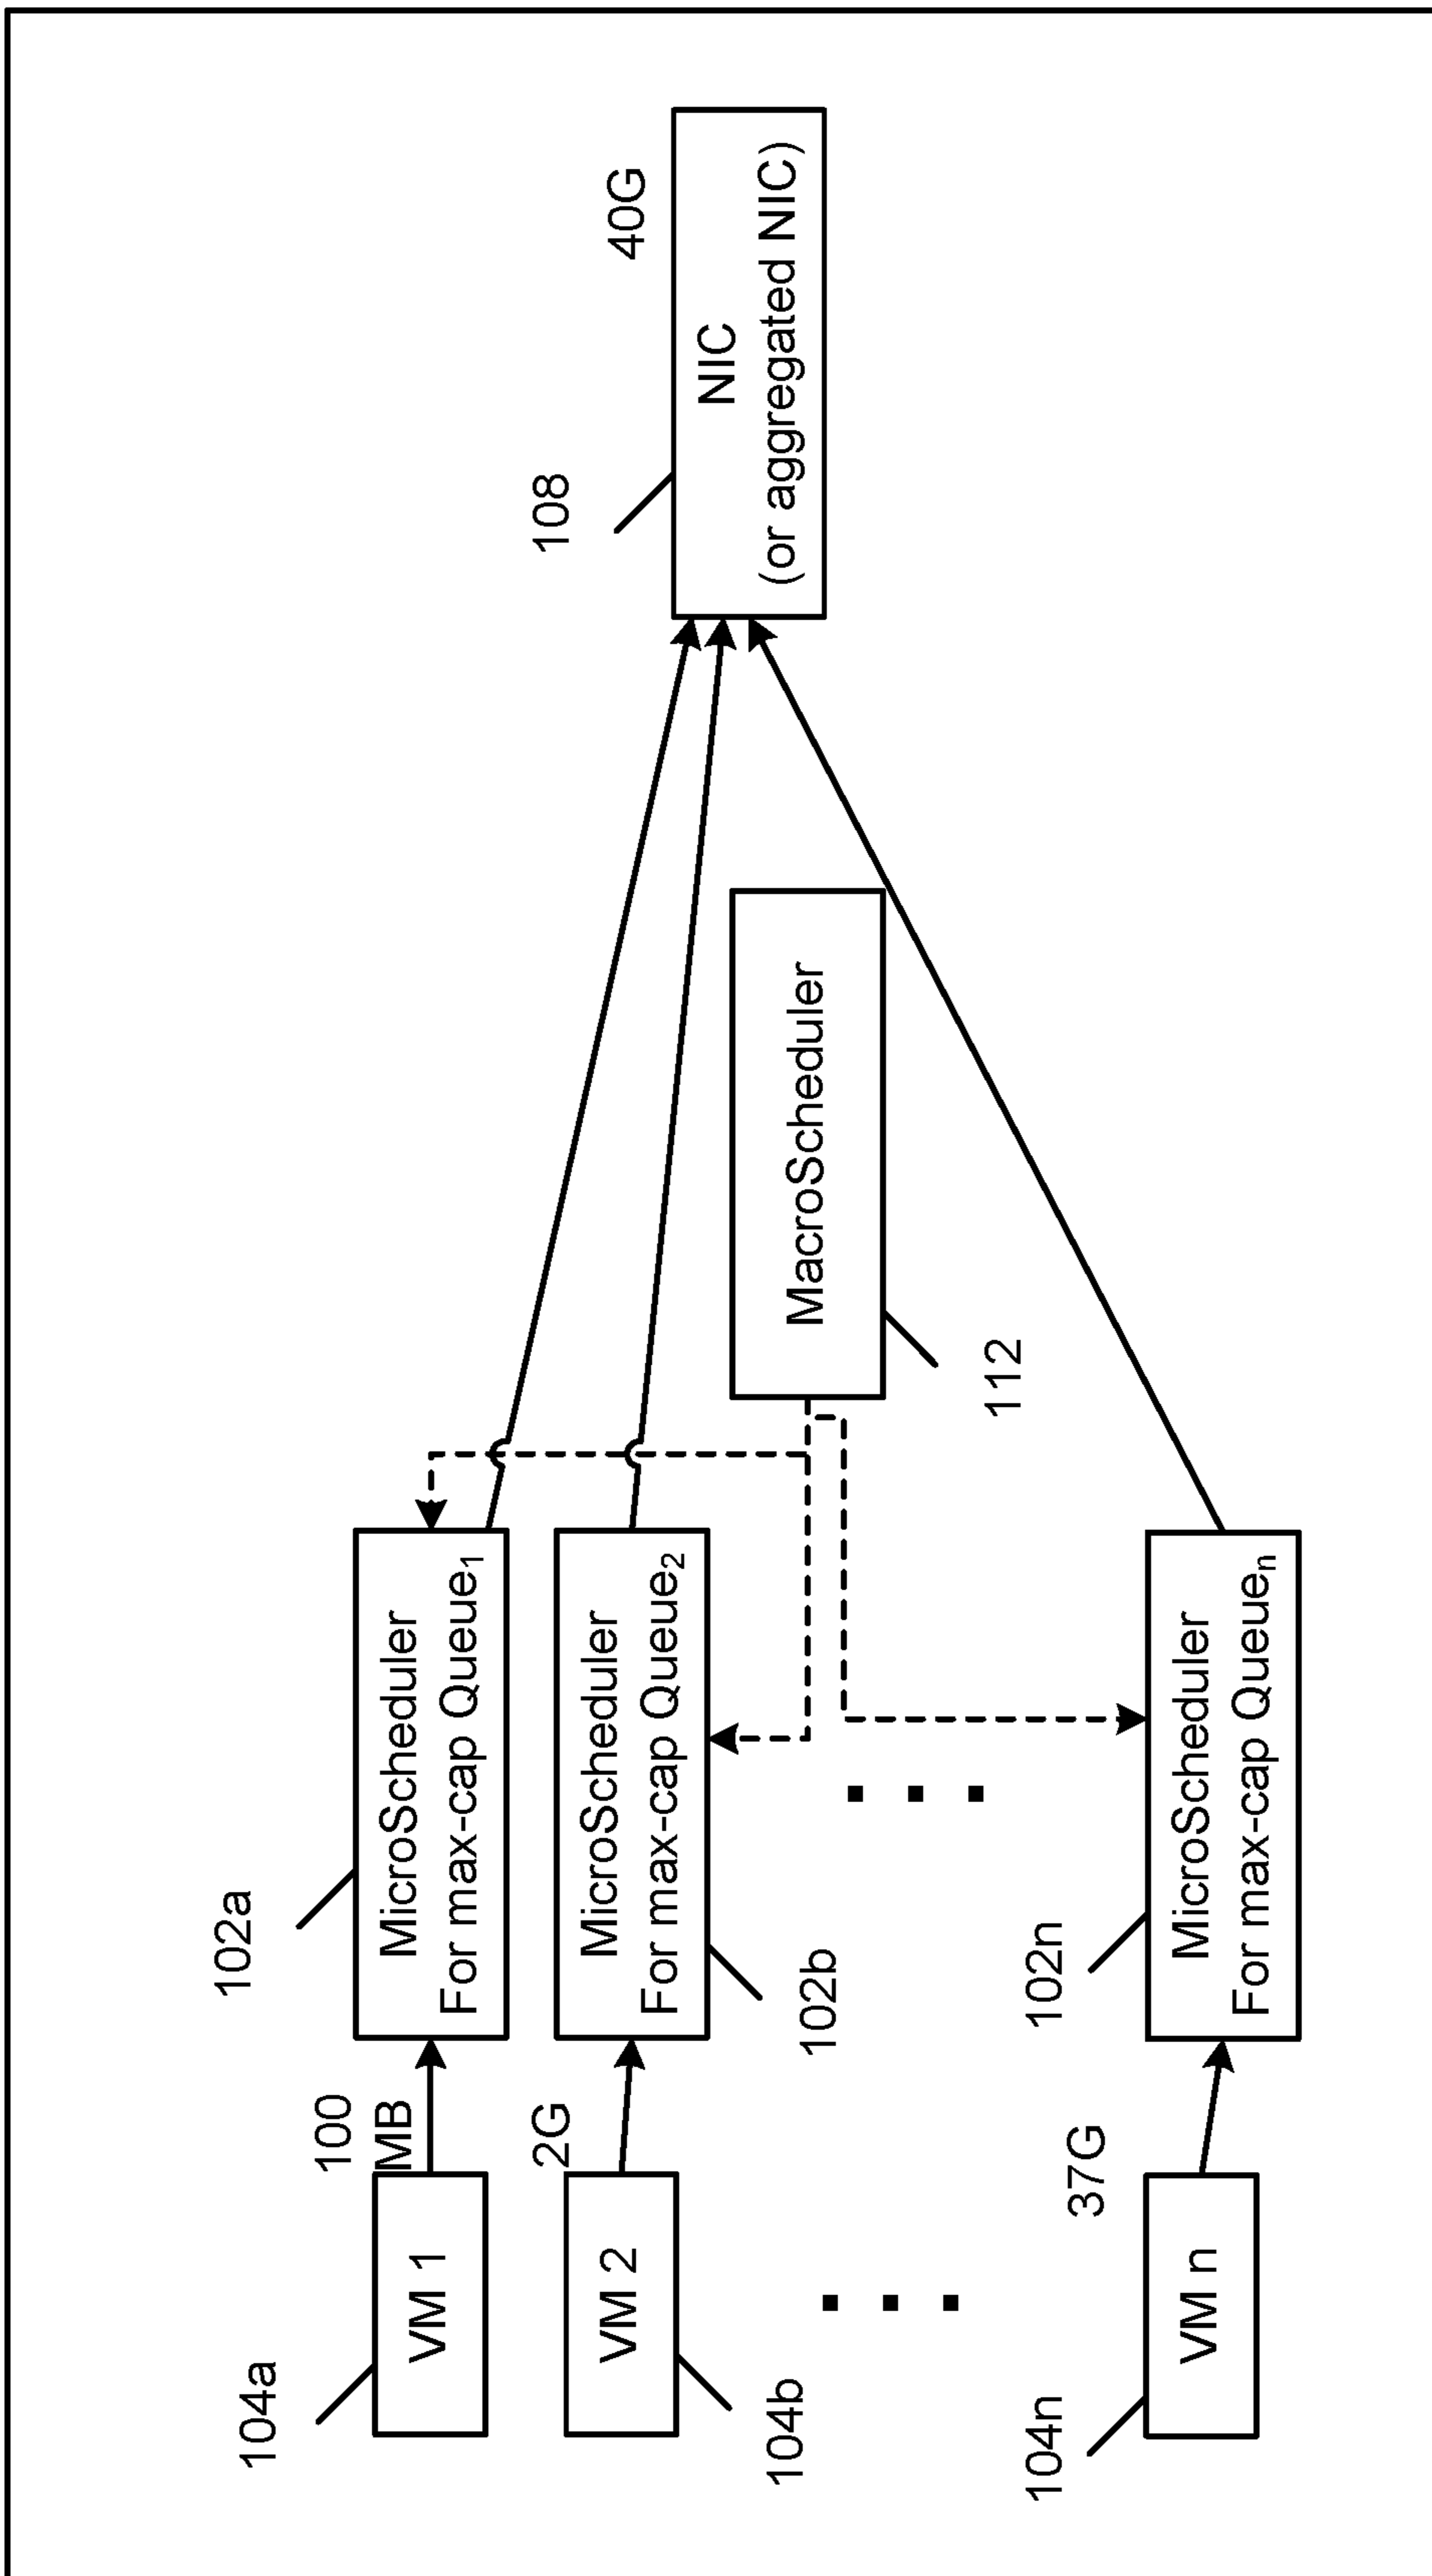 104a
VM 1
100
MB
102a
MicroScheduler
For max-cap Queue1
104b
VM 2
2G
102b
MicroScheduler
For max-cap Queue2
MacroScheduler
112
108
40G
NIC
(or aggregated NIC)
104n
VM n
37G
102n
MicroScheduler
For max-cap Queuen